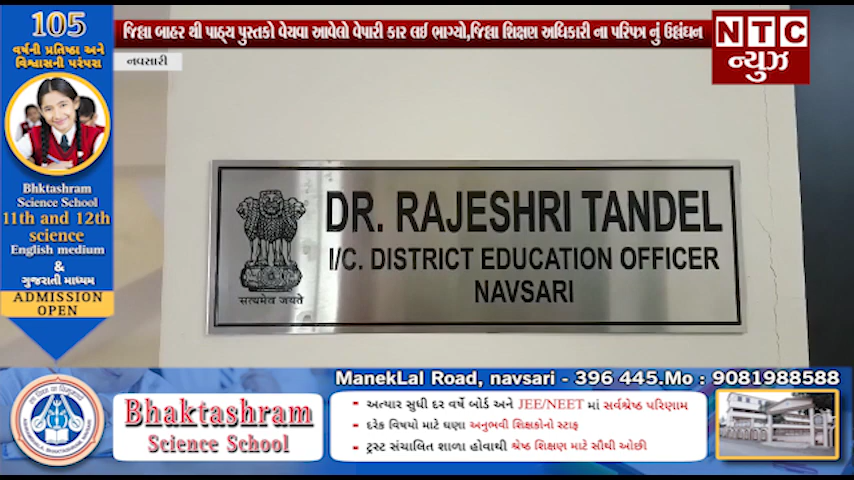 105
વર્ષની પ્રતિષ્ઠા અને
વિશ્વાસની પરંપરા
Bhktashram
Science School
11th and 12th
science
English medium
&
ગુજરાતી માધ્યમ
ADMISSION
OPEN
જિલ્લા બાહર થી પાઠ્ય પુસ્તકો વેચવા આવેલો વેપારી કાર લઈ ભાગ્યો,જિલ્લા શિક્ષણ અધિકારી ના પરિપત્ર નું ઉલ્લંઘન
નવસારી
NTC
ન્યુઝ
DR. RAJESHRI TANDEL
I/C. DISTRICT EDUCATION OFFICER
NAVSARI
सत्यमेव जयते
ManekLal Road, navsari - 396 445.Mo : 9081988588
Bhaktashram
Science School
- અત્યાર સુધી દર વર્ષે બોર્ડ અને JEE/NEET માં સર્વશ્રેષ્ઠ પરિણામ
- દરેક વિષયો માટે ઘણા અનુભવી શિક્ષકોનો સ્ટાફ
- ટ્રસ્ટ સંચાલિત શાળા હોવાથી શ્રેષ્ઠ શિક્ષણ માટે સૌથી ઓછી